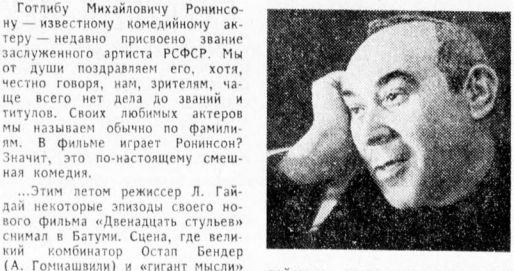 Готлибу Михайловичу Ронинсо-
ну — известному комедийному ак-
теру — недавно присвоено звание
заслуженного артиста РСФСР. Мы
от души поздравляем его, хотя,
честно говоря, нам, зрителям, ча-
ще всего нет дела до званий и
титулов. Своих любимых актеров
мы называем обычно по фамили-
ям. В фильме играет Ронинсон?
Значит, это по-настоящему смеш-
ная комедия.
...Этим летом режиссер Л. Гай-
дай некоторые эпизоды своего но-
вого фильма «Двенадцать стульев»
снимал в Батуми. Сцена, где вели-
кий комбинатор Остап Бендер
(А. Гомиашвили) и «гигант мысли»